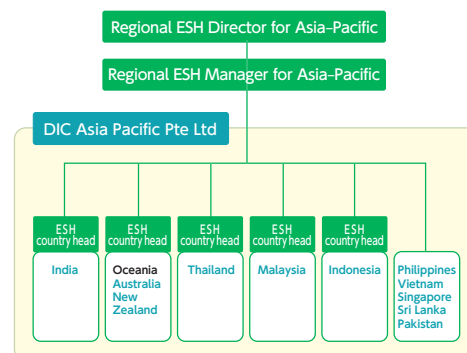 Regional ESH Director for Asia–Pacific
Regional ESH Manager for Asia–Pacific
DIC Asia Pacific Pte Ltd
ESH
country head
India
ESH
country head
Oceania
Australia
New
Zealand
ESH
country head
Thailand
ESH
country head
Malaysia
ESH
country head
Indonesia
Philippines
Vietnam
Singapore
Sri Lanka
Pakistan